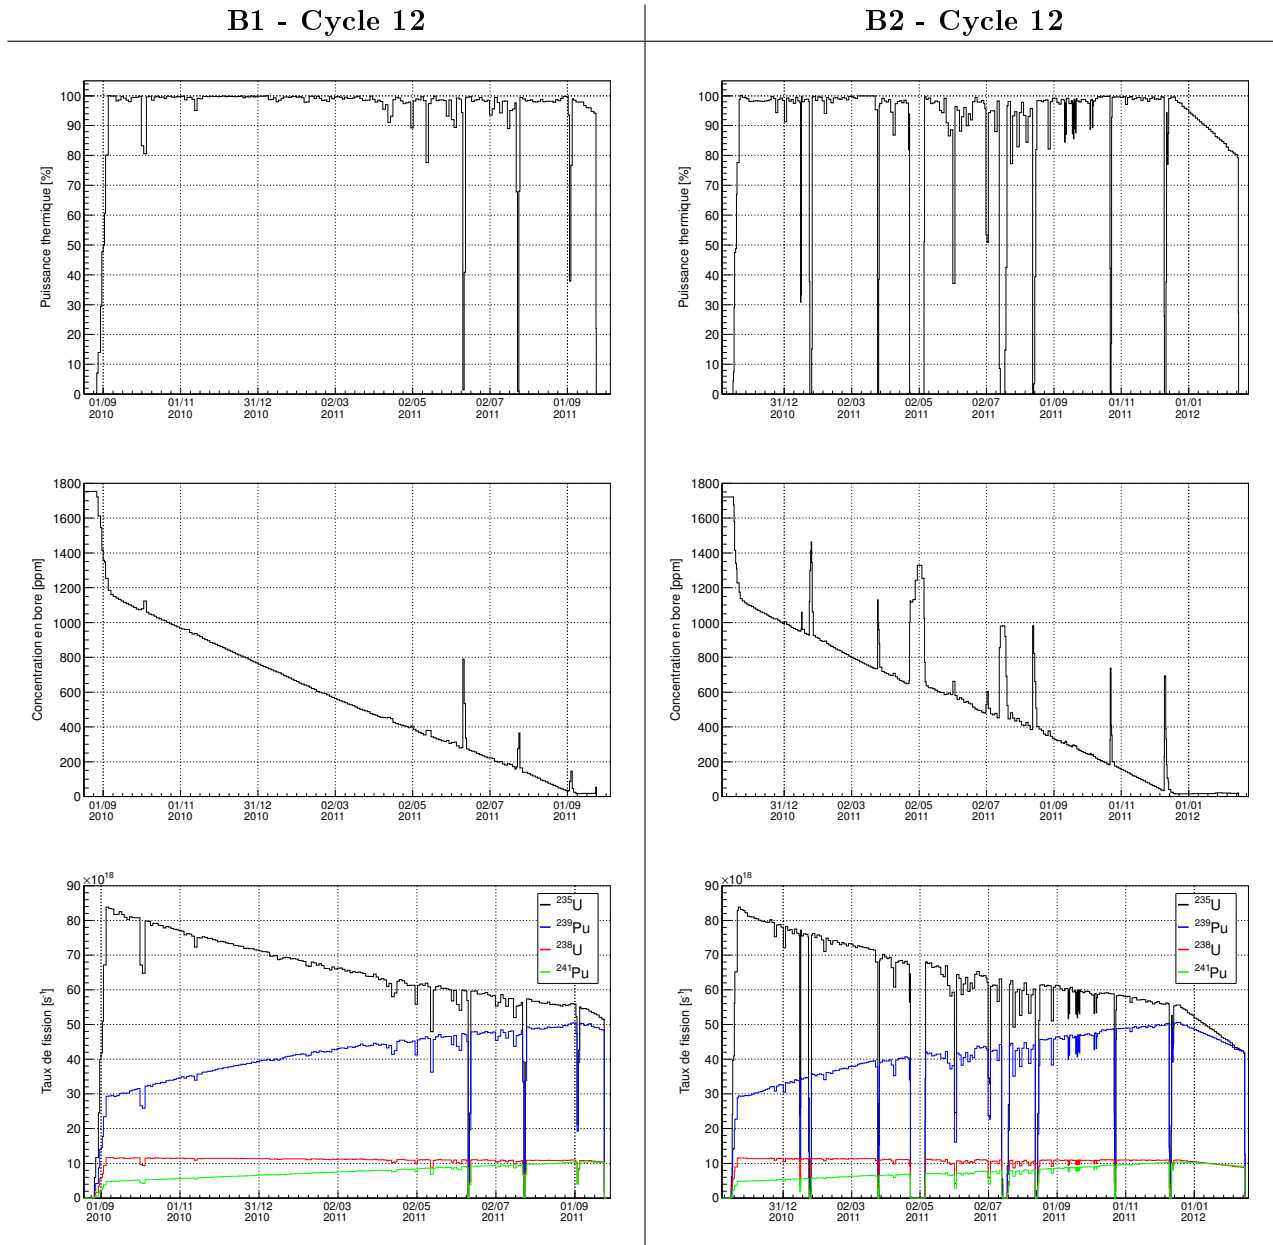 B1 - Cycle 12
B2 - Cycle 12
Puissance thermique [%]
100
90
80
70
60
50
40
30
20
10
0
01/09 01/11 31/12 02/03 02/05 02/07 01/09
2010 2010 2010 2011 2011 2011 2011
Puissance thermique [%]
100
90
80
70
60
50
40
30
20
10
0
31/12 02/03 02/05 02/07 01/09 01/11 01/01
2010 2011 2011 2011 2011 2011 2012
Concentration en bore [ppm]
1800
1600
1400
1200
1000
800
600
400
200
0
01/09 01/11 31/12 02/03 02/05 02/07 01/09
2010 2010 2010 2011 2011 2011 2011
Concentration en bore [ppm]
1800
1600
1400
1200
1000
800
600
400
200
0
31/12 02/03 02/05 02/07 01/09 01/11 01/01
2010 2011 2011 2011 2011 2011 2012
Taux de fission [s⁻¹]
×10¹⁸
90
80
70
60
50
40
30
20
10
0
²³⁵U
²³⁹Pu
²³⁸U
²⁴¹Pu
01/09 01/11 31/12 02/03 02/05 02/07 01/09
2010 2010 2010 2011 2011 2011 2011
Taux de fission [s⁻¹]
×10¹⁸
90
80
70
60
50
40
30
20
10
0
²³⁵U
²³⁹Pu
²³⁸U
²⁴¹Pu
31/12 02/03 02/05 02/07 01/09 01/11 01/01
2010 2011 2011 2011 2011 2011 2012